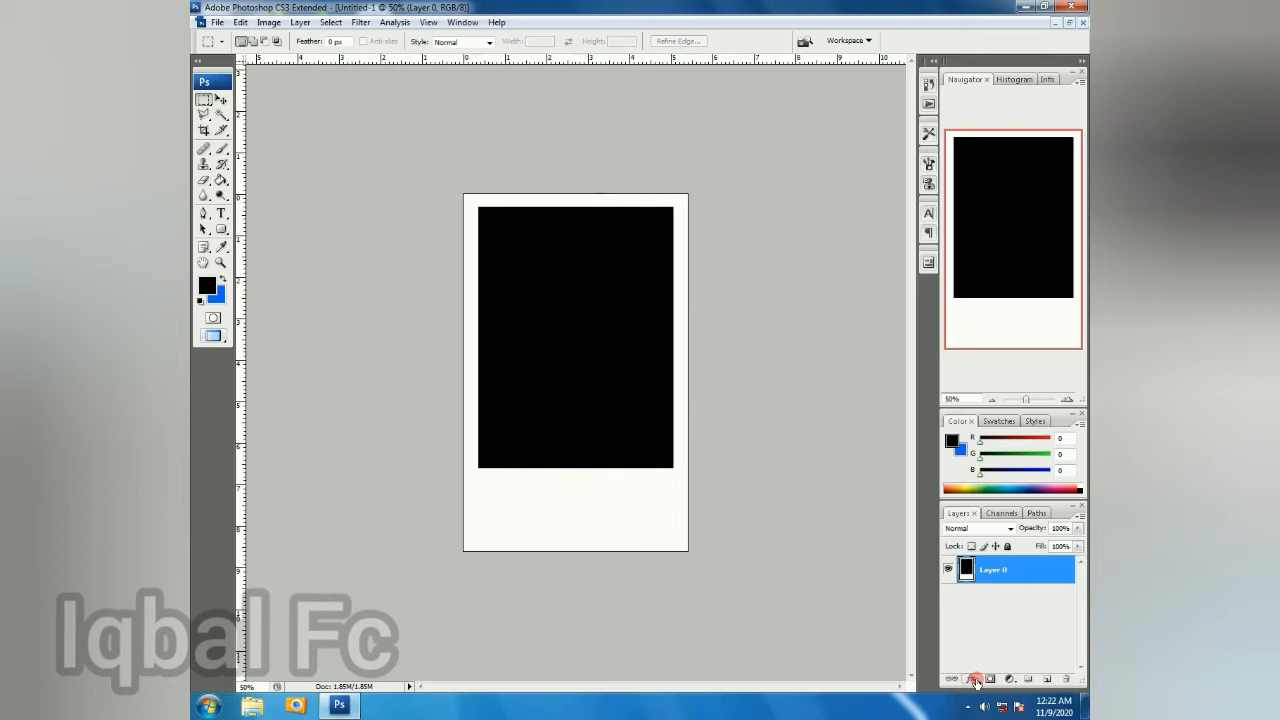 Adobe Photoshop CS3 Extended - [Untitled-1 @ 50% (Layer 0, RGB/8)]
File Edit Image Layer Select Filter Analysis View Window Help
Feather: 0 px Anti-alias Style: Normal Width: Height: Refine Edge... Workspace
Ps
Navigator Histogram Info
50%
Color Swatches Styles
R 0
G 0
B 0
Layers Channels Paths
Normal Opacity: 100%
Lock: Fill: 100%
Layer 0
Iqbal Fc
50% Doc: 1.85M/1.85M
Ps
12:22 AM
11/9/2020